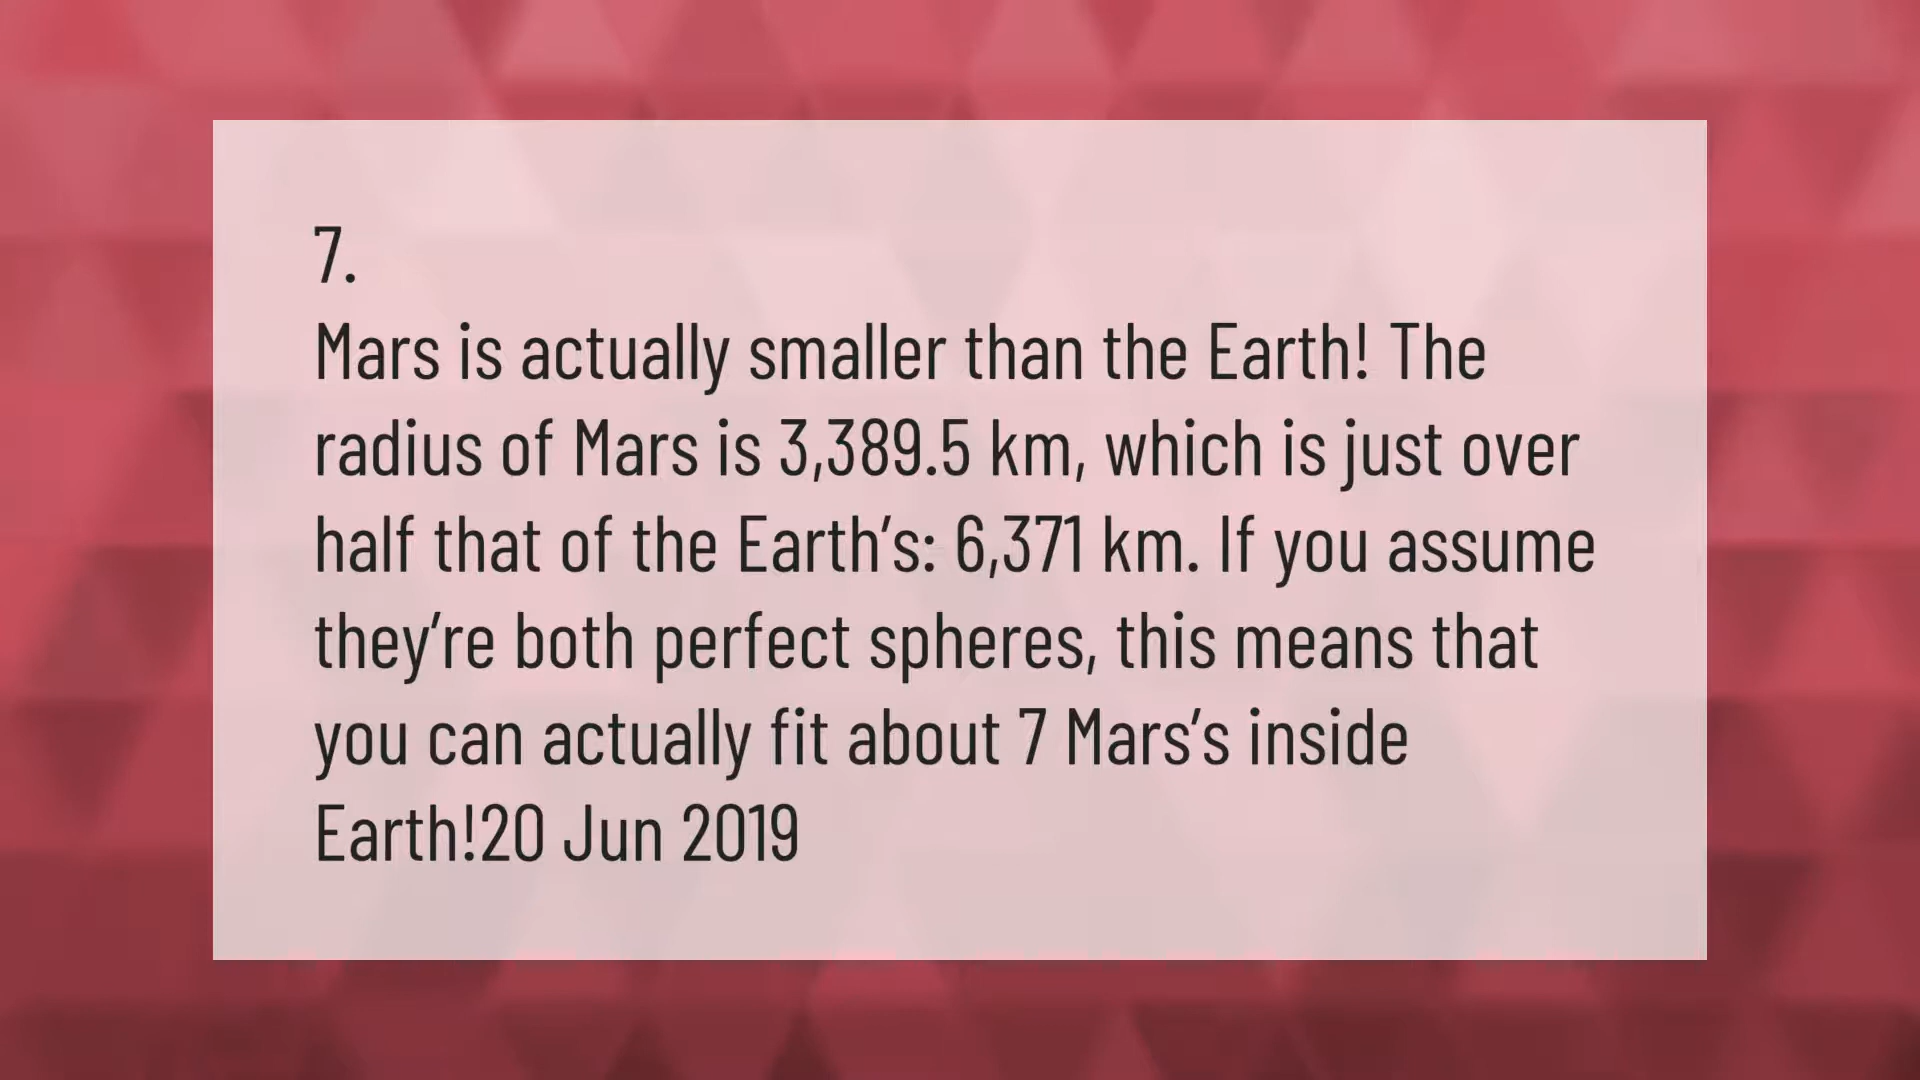 7.
Mars is actually smaller than the Earth! The
radius of Mars is 3,389.5 km, which is just over
half that of the Earth’s: 6,371 km. If you assume
they’re both perfect spheres, this means that
you can actually fit about 7 Mars’s inside
Earth!20 Jun 2019